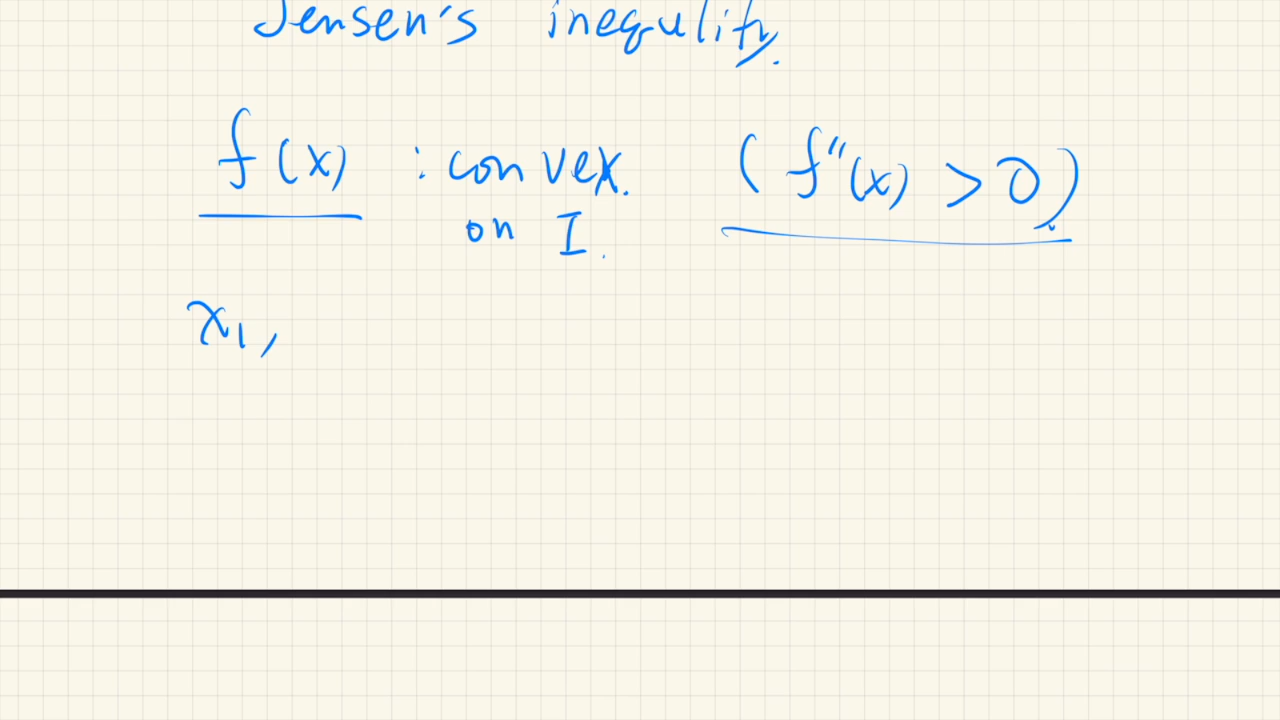 Jensen's inequlity.
f(x) : convex. (f''(x) > 0)
on I.
x₁,